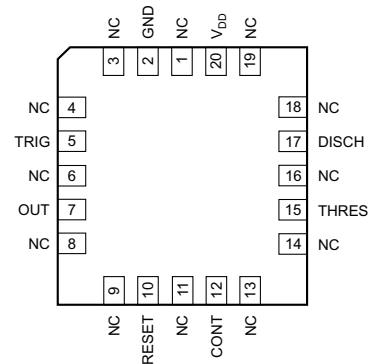 NC GND NC VDD NC
3 2 1 20 19
NC 4 18 NC
TRIG 5 17 DISCH
NC 6 16 NC
OUT 7 15 THRES
NC 8 14 NC
9 10 11 12 13
NC RESET NC CONT NC